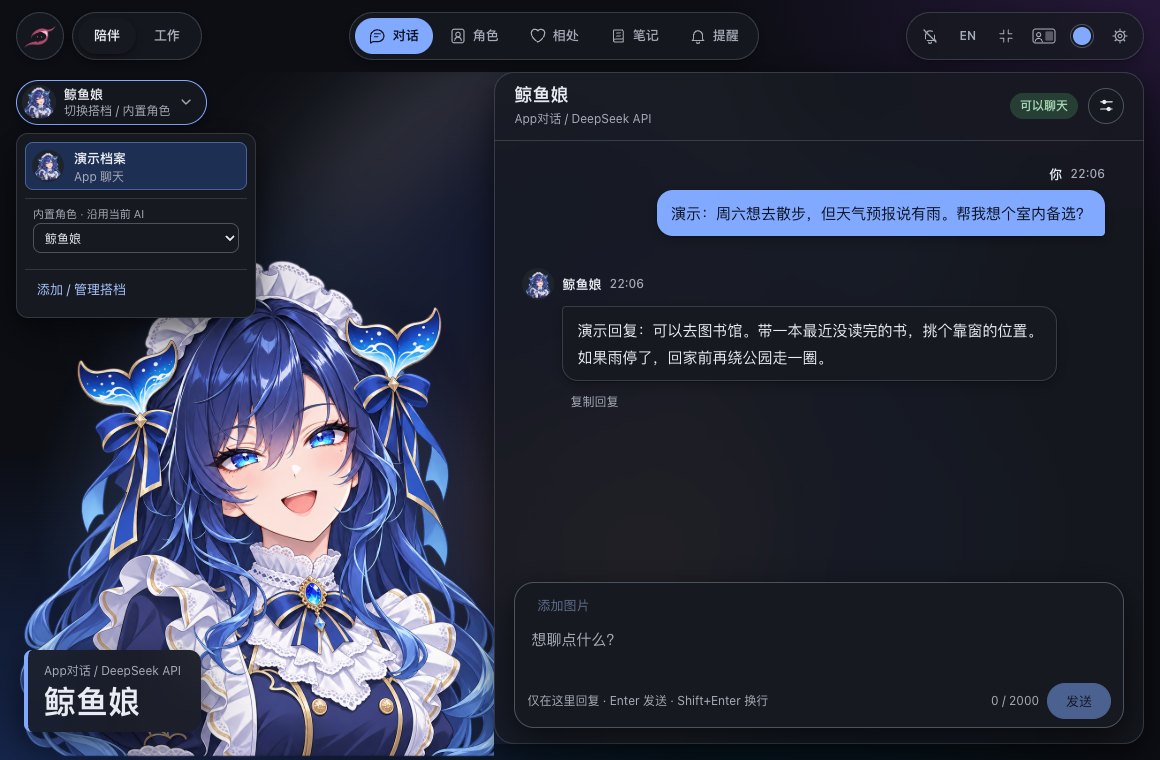 陪伴
工作
对话
角色
相处
笔记
提醒
EN
鲸鱼娘
切换搭档 / 内置角色
演示档案
App 聊天
内置角色 · 沿用当前 AI
鲸鱼娘
添加 / 管理搭档
App对话 / DeepSeek API
鲸鱼娘
鲸鱼娘
App对话 / DeepSeek API
可以聊天
你 22:06
演示：周六想去散步，但天气预报说有雨。帮我想个室内备选？
鲸鱼娘 22:06
演示回复：可以去图书馆。带一本最近没读完的书，挑个靠窗的位置。
如果雨停了，回家前再绕公园走一圈。
复制回复
添加图片
想聊点什么？
仅在这里回复 · Enter 发送 · Shift+Enter 换行
0 / 2000
发送